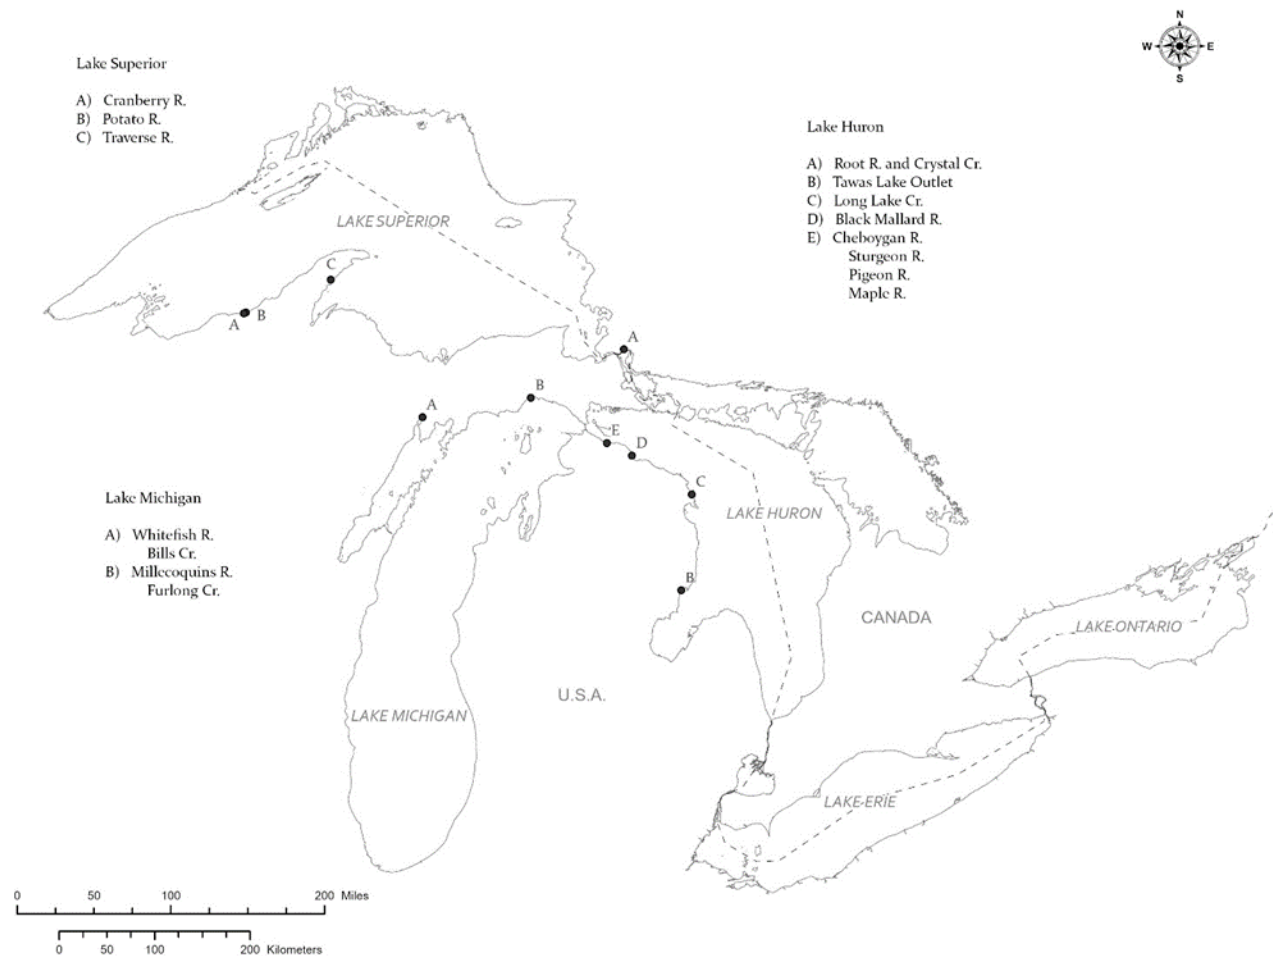 N
W E
S
Lake Superior
A) Cranberry R.
B) Potato R.
C) Traverse R.
Lake Huron
A) Root R. and Crystal Cr.
B) Tawas Lake Outlet
C) Long Lake Cr.
D) Black Mallard R.
E) Cheboygan R.
Sturgeon R.
Pigeon R.
Maple R.
LAKE SUPERIOR
C
A B
A
B
A
E
D
C
B
Lake Michigan
A) Whitefish R.
Bills Cr.
B) Millecoquins R.
Furlong Cr.
LAKE HURON
CANADA
LAKE ONTARIO
U.S.A.
LAKE MICHIGAN
LAKE ERIE
0 50 100 200 Miles
0 50 100 200 Kilometers